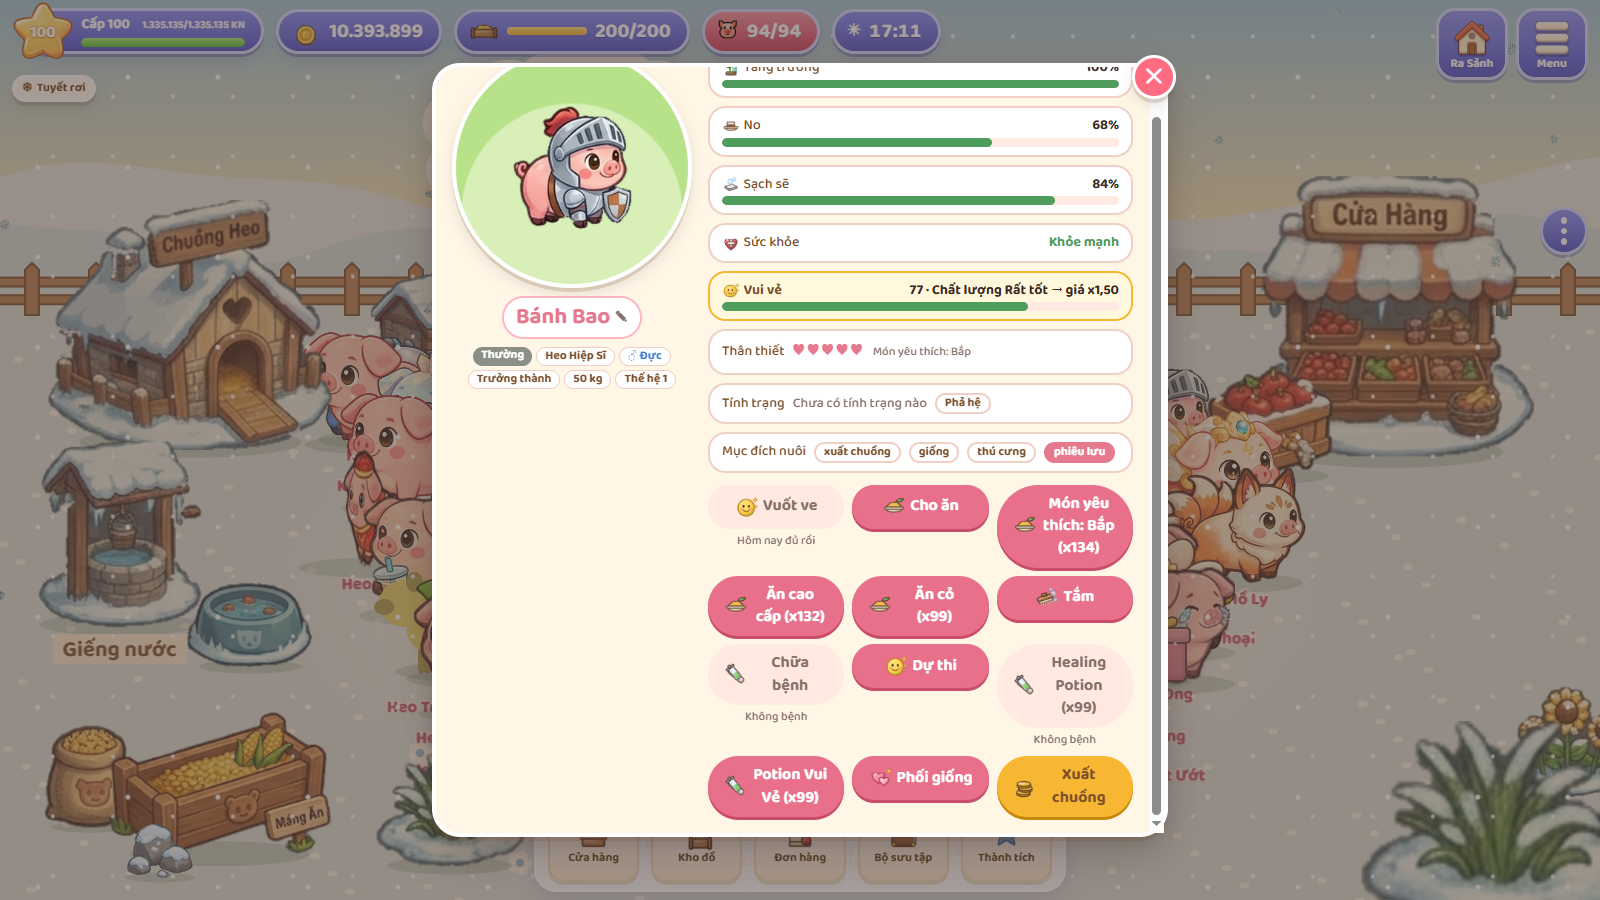 100
Cấp 100
1.335.135/1.335.135 KN
10.393.899
200/200
94/94
17:11
Ra Sảnh
Menu
Tuyết rơi
Chuồng Heo
Cửa Hàng
Giếng nước
Máng Ăn
Bánh Bao
Thường
Heo Hiệp Sĩ
Đực
Trưởng thành
50 kg
Thế hệ 1
Tăng trưởng
100%
No
68%
Sạch sẽ
84%
Sức khỏe
Khỏe mạnh
Vui vẻ
77 · Chất lượng Rất tốt → giá x1,50
Thân thiết
Món yêu thích: Bắp
Tính trạng
Chưa có tính trạng nào
Phả hệ
Mục đích nuôi
xuất chuồng
giống
thú cưng
phiêu lưu
Vuốt ve
Hôm nay đủ rồi
Cho ăn
Món yêu
thích: Bắp
(x134)
Ăn cao
cấp (x132)
Ăn cỏ
(x99)
Tắm
Chữa
bệnh
Không bệnh
Dự thi
Healing
Potion
(x99)
Không bệnh
Potion Vui
Vẻ (x99)
Phối giống
Xuất
chuồng
Heo
Kẹo
Cửa hàng
Kho đồ
Đơn hàng
Bộ sưu tập
Thành tích